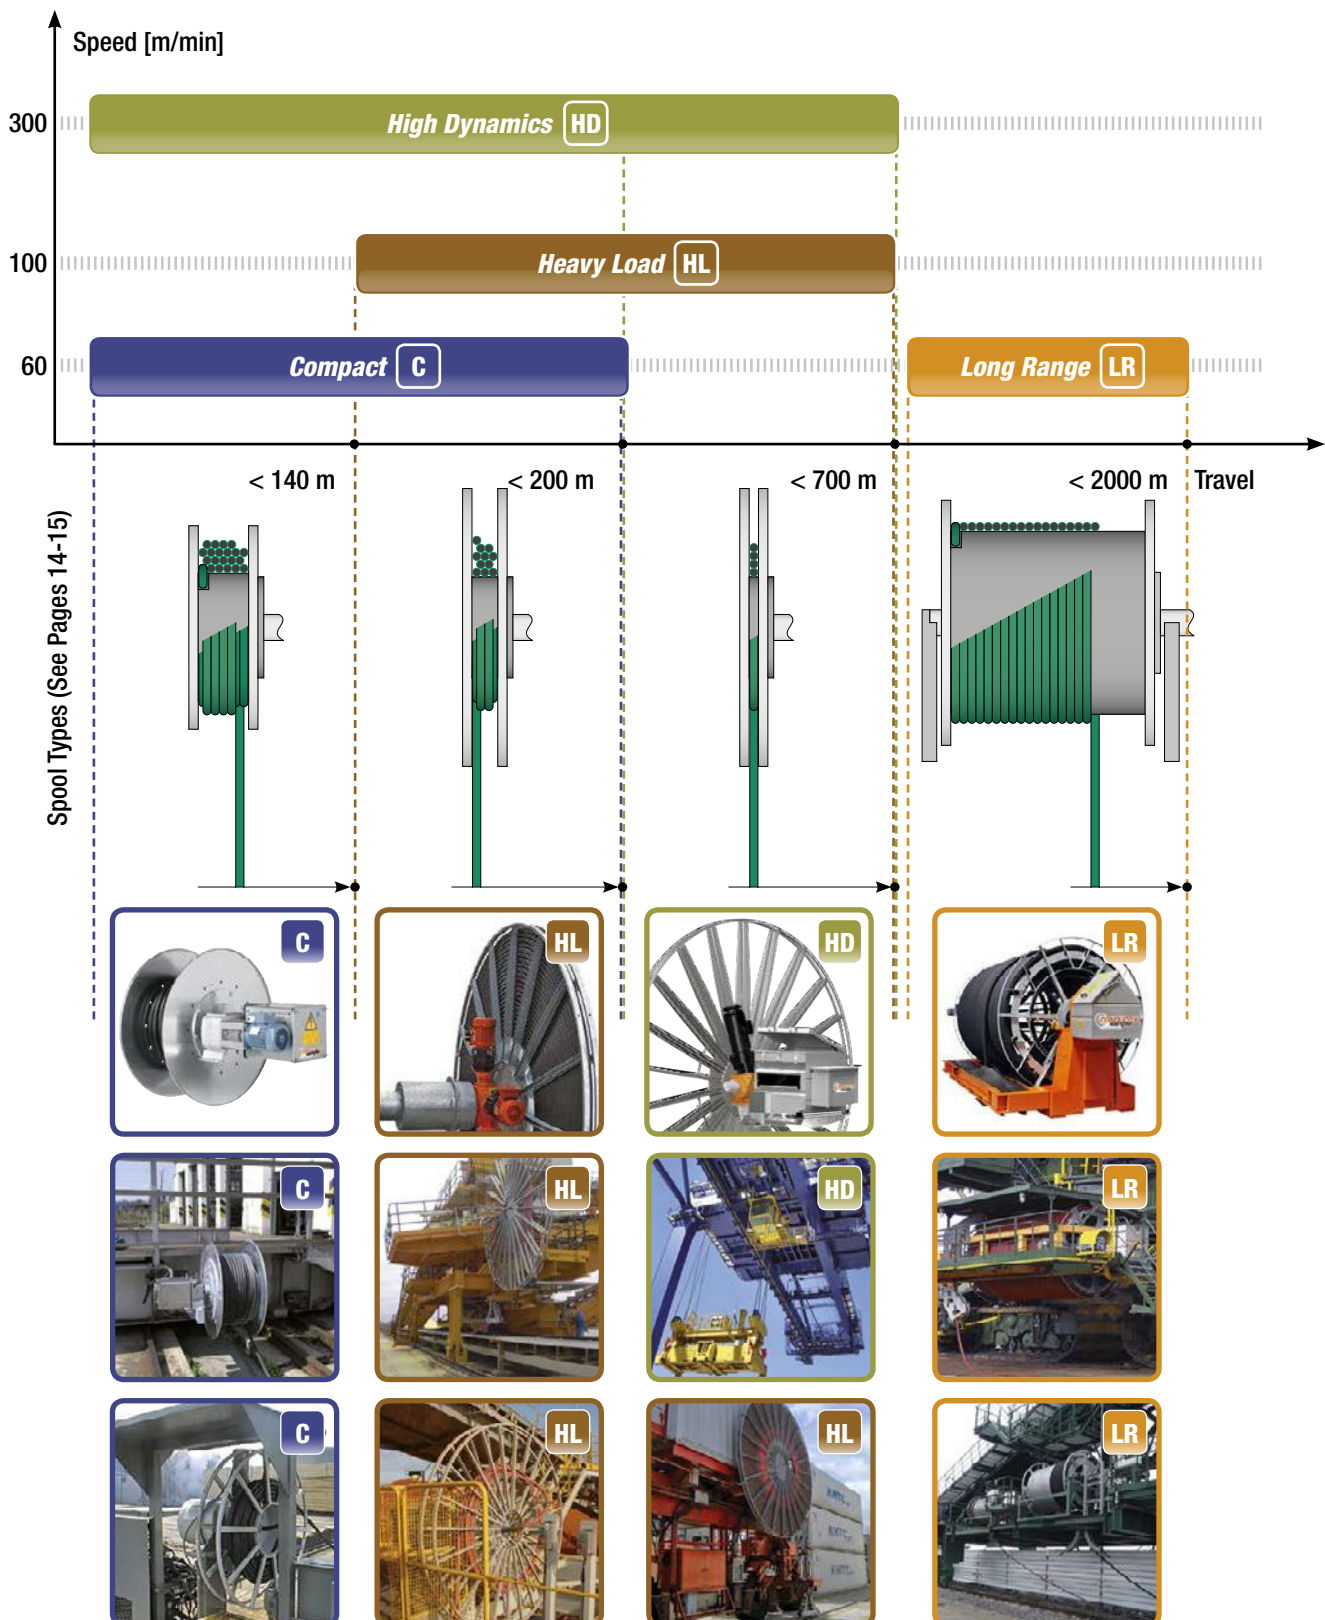 Speed [m/min]
300
High Dynamics HD
100
Heavy Load HL
60
Compact C
Long Range LR
< 140 m
< 200 m
< 700 m
< 2000 m
Travel
Spool Types (See Pages 14-15)
C
HL
HD
LR
C
HL
HD
LR
C
HL
HL
LR